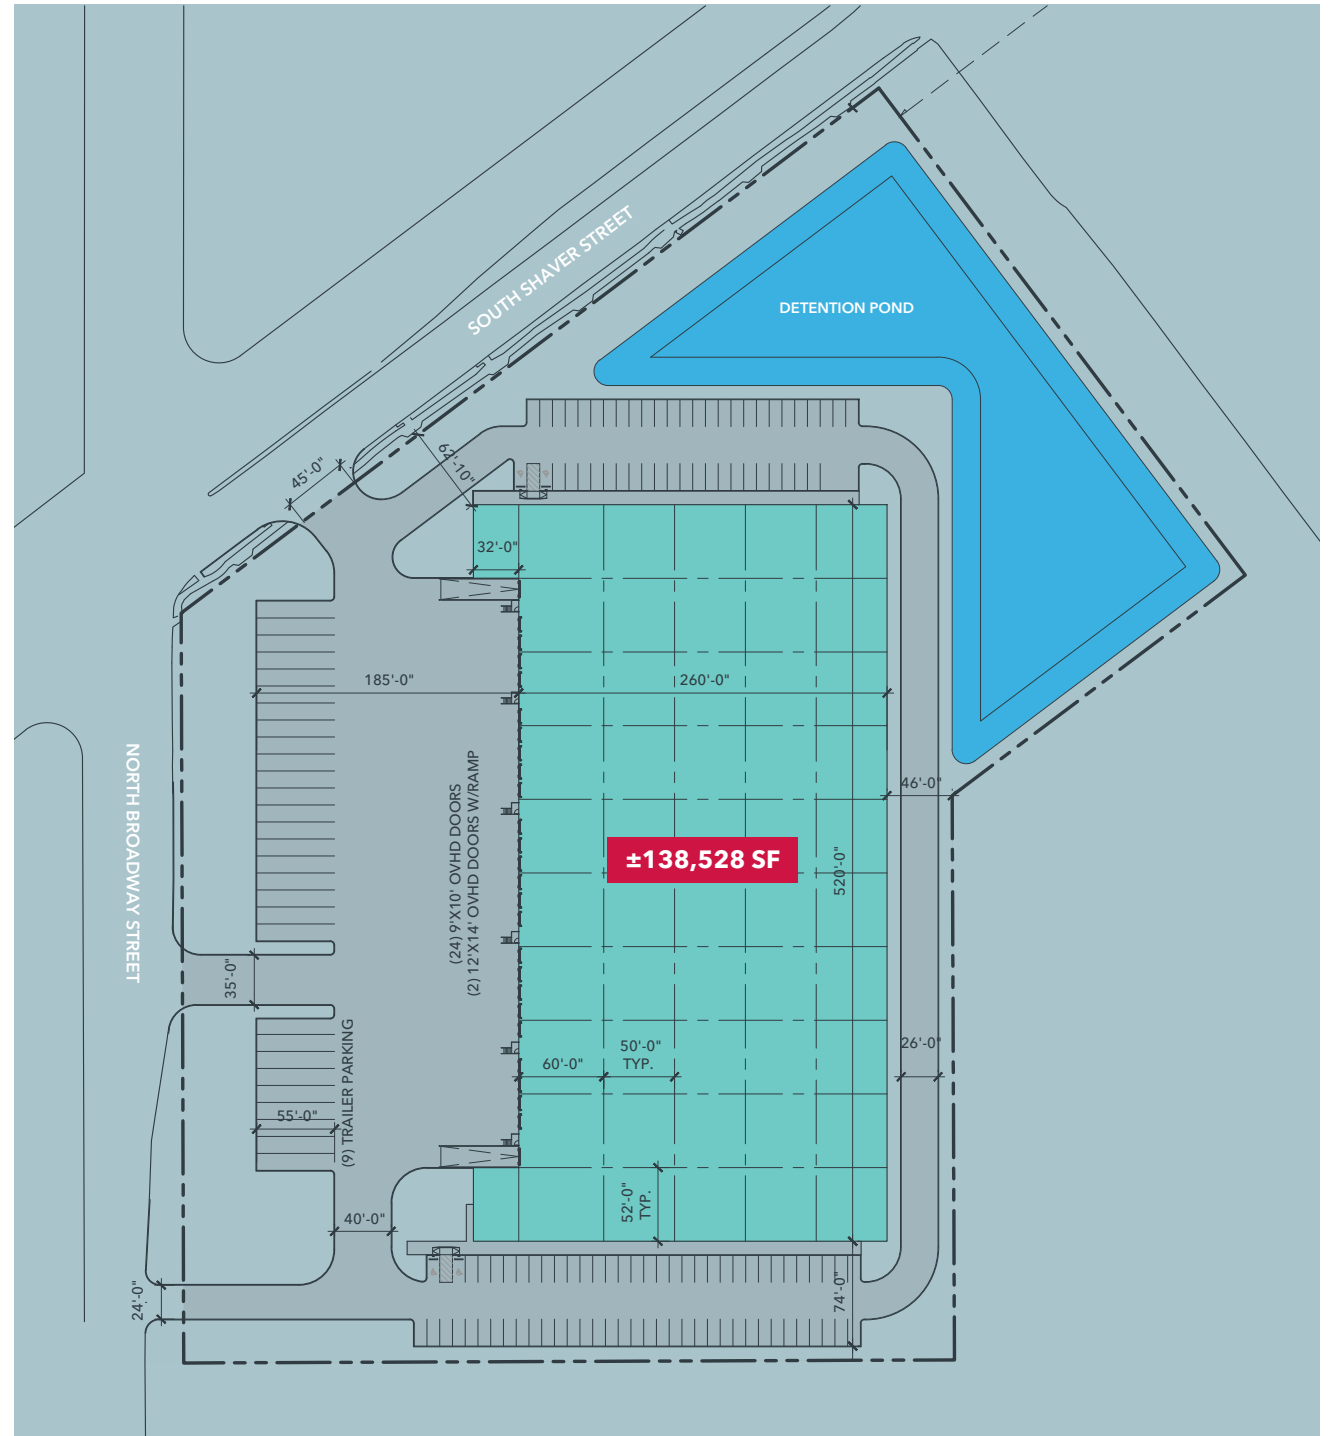 SOUTH SHAVER STREET
DETENTION POND
45'-0"
62'-10"
32'-0"
185'-0"
260'-0"
NORTH BROADWAY STREET
(24) 9'X10' OVHD DOORS
(2) 12'X14' OVHD DOORS W/RAMP
46'-0"
±138,528 SF
520'-0"
35'-0"
26'-0"
60'-0"
50'-0"
TYP.
55'-0"
(9) TRAILER PARKING
52'-0"
TYP.
40'-0"
24'-0"
74'-0"